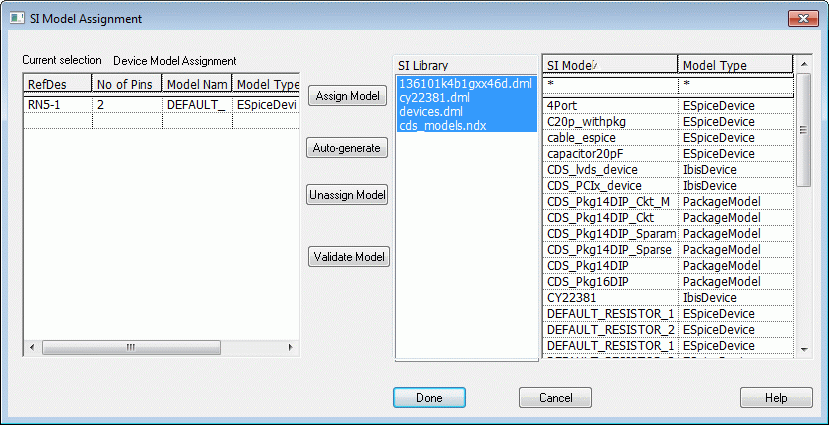 SI Model Assignment
Current selection Device Model Assignment
RefDes No of Pins Model Nam Model Type
RN5-1 2 DEFAULT_ ESpiceDevi
Assign Model
Auto-generate
Unassign Model
Validate Model
SI Library
136101k4b1gxx46d.dml
cy22381.dml
devices.dml
cds_models.ndx
SI Model Model Type
* *
4Port ESpiceDevice
C20p_withpkg ESpiceDevice
cable_espice ESpiceDevice
capacitor20pF ESpiceDevice
CDS_lvds_device IbisDevice
CDS_PCIx_device IbisDevice
CDS_Pkg14DIP_Ckt_M PackageModel
CDS_Pkg14DIP_Ckt PackageModel
CDS_Pkg14DIP_Sparam PackageModel
CDS_Pkg14DIP_Sparse PackageModel
CDS_Pkg14DIP PackageModel
CDS_Pkg16DIP PackageModel
CY22381 IbisDevice
DEFAULT_RESISTOR_1 ESpiceDevice
DEFAULT_RESISTOR_2 ESpiceDevice
DEFAULT_RESISTOR_1 ESpiceDevice
Done Cancel Help